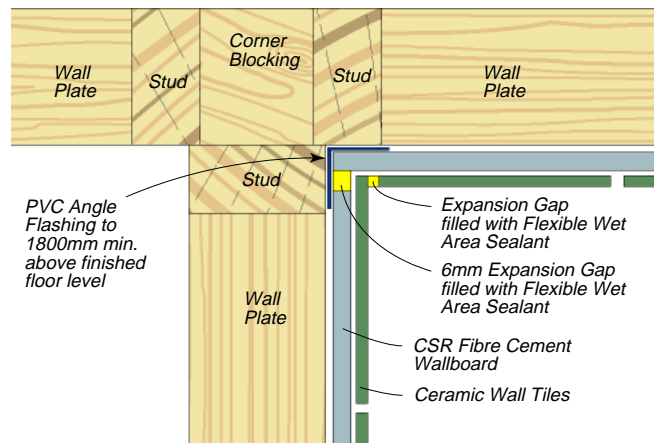 Corner
Blocking
Wall
Plate
Stud
Stud
Wall
Plate
Stud
PVC Angle
Flashing to
1800mm min.
above finished
floor level
Expansion Gap
filled with Flexible Wet
Area Sealant
6mm Expansion Gap
filled with Flexible Wet
Area Sealant
Wall
Plate
CSR Fibre Cement
Wallboard
Ceramic Wall Tiles